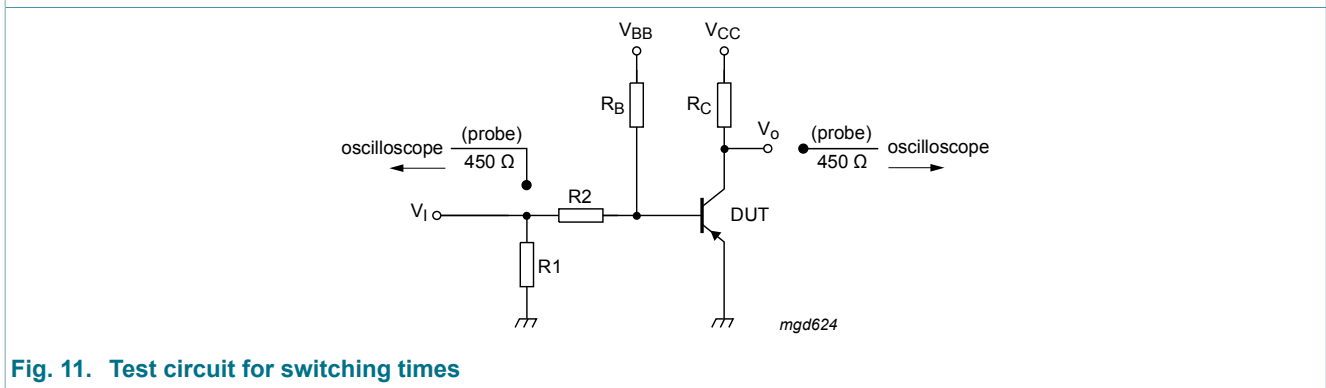 VBB
VCC
RB
RC
Vo
(probe)
oscilloscope
450 Ω
(probe)
oscilloscope
450 Ω
R2
VI
DUT
R1
mgd624
Fig. 11. Test circuit for switching times